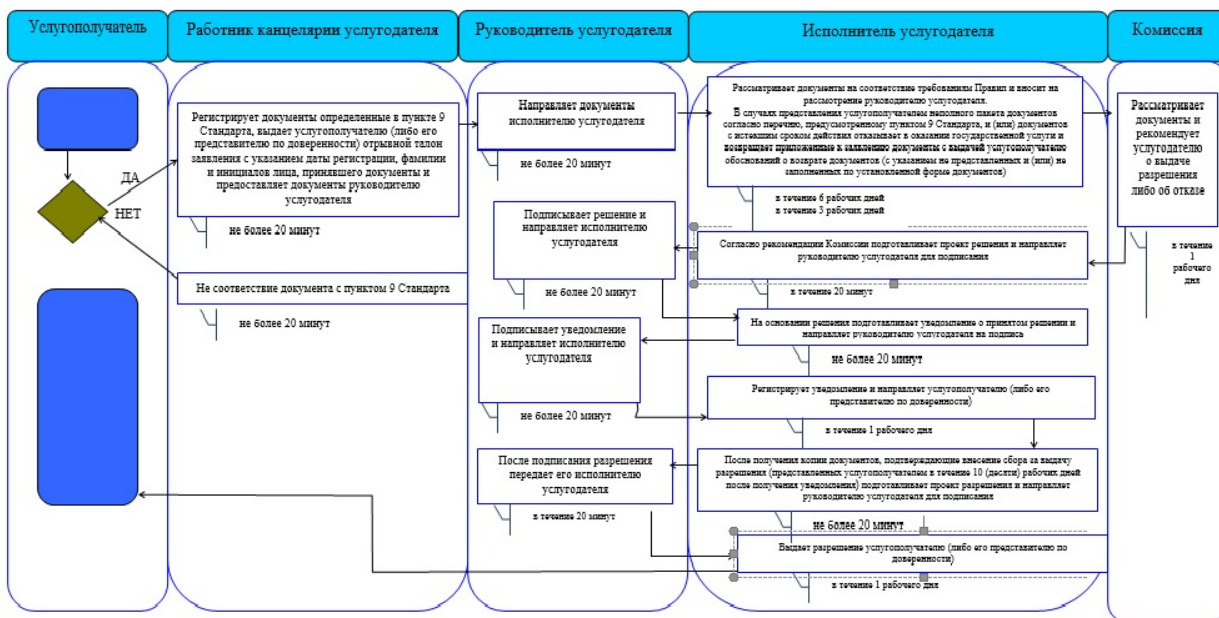 Услугополучатель
Работник канцелярии услугодателя
Руководитель услугодателя
Исполнитель услугодателя
Комиссия
ДА
НЕТ
Регистрирует документы определенные в пункте 9
Стандарта, выдает услугополучателю (либо его
представителю по доверенности) отрывной талон
заявления с указанием даты регистрации, фамилии
и инициалов лица, принявшего документы и
предоставляет документы руководителю
услугодателя
не более 20 минут
Не соответствие документа с пунктом 9 Стандарта
не более 20 минут
Направляет документы
исполнителю услугодателя
не более 20 минут
Подписывает решение и
направляет исполнителю
услугодателя
не более 20 минут
Подписывает уведомление
и направляет исполнителю
услугодателя
не более 20 минут
После подписания разрешения
передает его исполнителю
услугодателя
в течение 20 минут
Рассматривает документы на соответствие требованиям Правил и вносит на
рассмотрение руководителю услугодателя.
В случаях представления услугополучателем неполного пакета документов
согласно перечню, предусмотренному пунктом 9 Стандарта, и (или) документов
с истекшим сроком действия отказывает в оказании государственной услуги и
возвращает приложенные к заявлению документы с выдачей услугополучателю
обоснований о возврате документов (с указанием не представленных и (или) не
заполненных по установленной форме документов)
в течение 6 рабочих дней
в течение 3 рабочих дней
Согласно рекомендации Комиссии подготавливает проект решения и направляет
руководителю услугодателя для подписания
в течение 20 минут
На основании решения подготавливает уведомление о принятом решении и
направляет руководителю услугодателя на подпись
не более 20 минут
Регистрирует уведомление и направляет услугополучателю (либо его
представителю по доверенности)
в течение 1 рабочего дня
После получения копии документов, подтверждающие внесение сбора за выдачу
разрешения (представленных услугополучателем в течение 10 (десяти) рабочих дней
после получения уведомления) подготавливает проект разрешения и направляет
руководителю услугодателя для подписания
не более 20 минут
Выдает разрешение услугополучателю (либо его представителю по
доверенности)
в течение 1 рабочего дня
Рассматривает
документы и
рекомендует
услугодателю
о выдаче
разрешения
либо об отказе
в течение
1
рабочего
дня